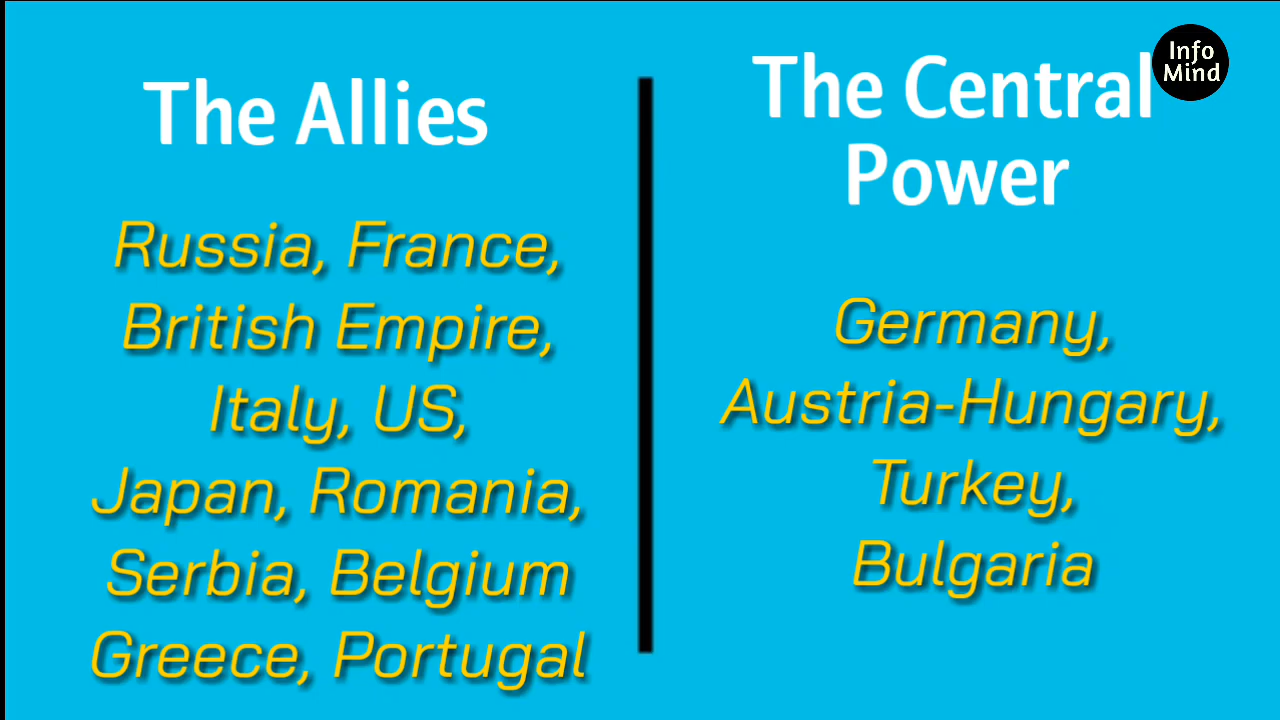 The Allies
Russia, France,
British Empire,
Italy, US,
Japan, Romania,
Serbia, Belgium
Greece, Portugal
The Central
Power
Germany,
Austria-Hungary,
Turkey,
Bulgaria
Info
Mind